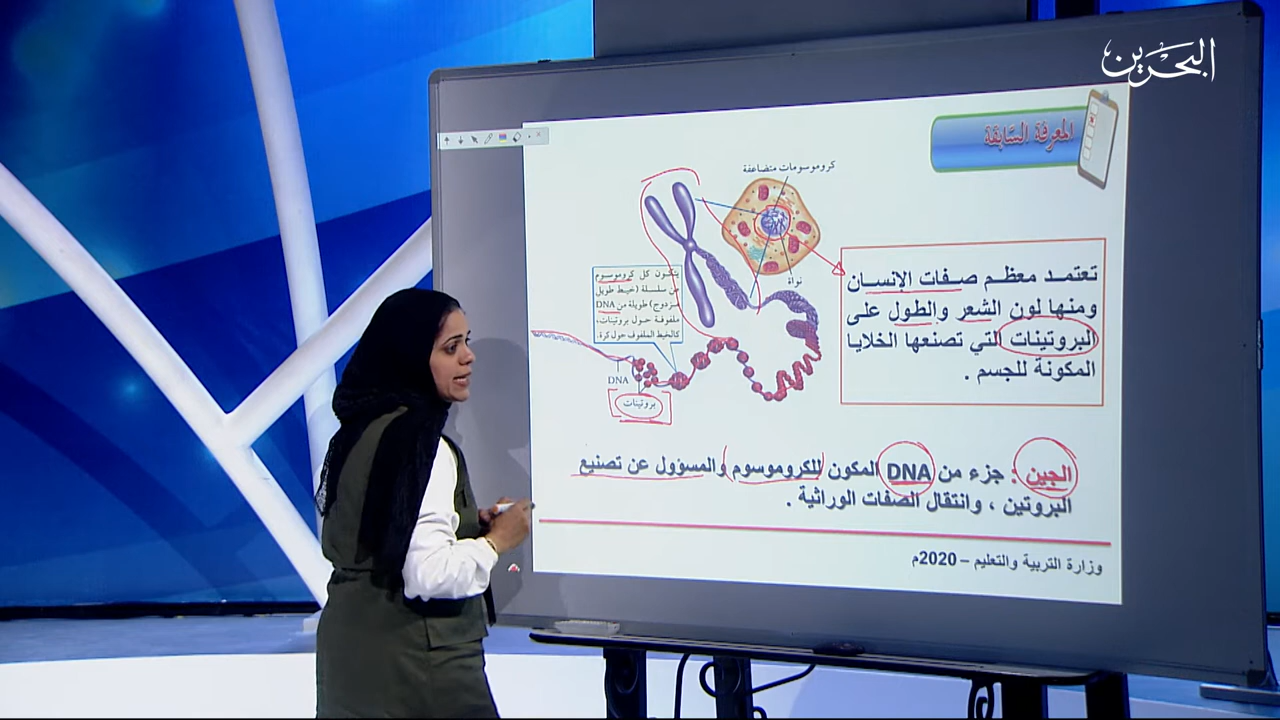 البحرين
المعرفة السابقة
كروموسومات متضاعفة
نواة
يتكون كل كروموسوم
من سلسلة (خيط طويل
مزدوج) طويلة من DNA
ملفوفة حول بروتينات،
كالخيط الملفوف حول كرة.
DNA
بروتينات
تعتمد معظم صفات الإنسان
ومنها لون الشعر والطول على
البروتينات التي تصنعها الخلايا
المكونة للجسم .
الجين : جزء من DNA المكون للكروموسوم والمسؤول عن تصنيع
البروتين ، وانتقال الصفات الوراثية .
وزارة التربية والتعليم – 2020م